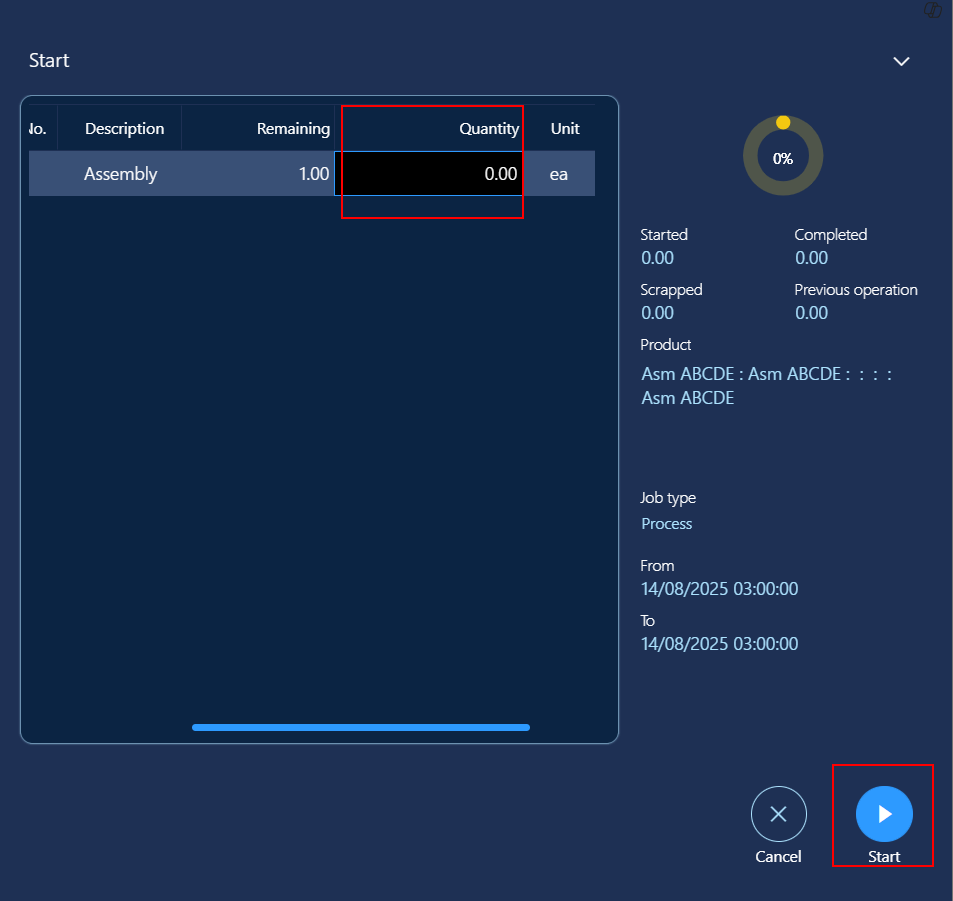 Start
No. Description Remaining Quantity Unit
Assembly 1.00 0.00 ea
0%
Started Completed
0.00 0.00
Scrapped Previous operation
0.00 0.00
Product
Asm ABCDE : Asm ABCDE : : : :
Asm ABCDE
Job type
Process
From
14/08/2025 03:00:00
To
14/08/2025 03:00:00
Cancel Start